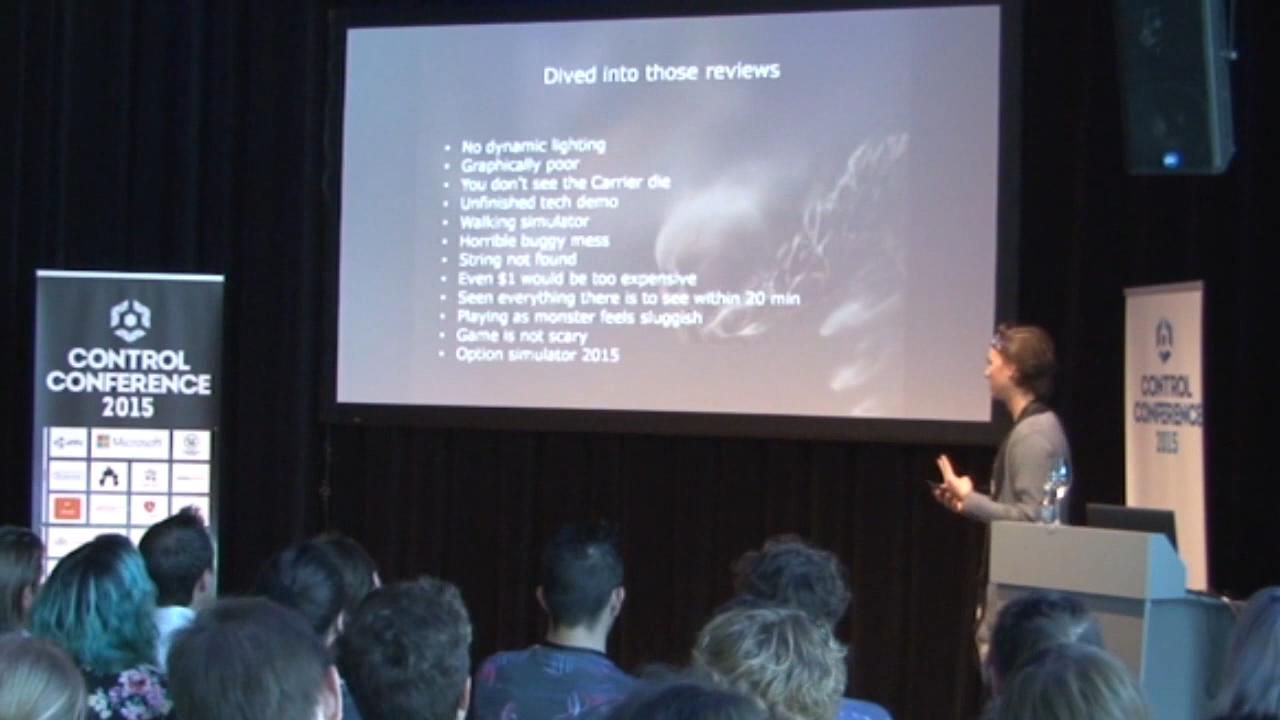 Dived into those reviews
• No dynamic lighting
• Graphically poor
• You don't see the Carrier die
• Unfinished tech demo
• Walking simulator
• Horrible buggy mess
• String not found
• Even $1 would be too expensive
• Seen everything there is to see within 20 min
• Playing as monster feels sluggish
• Game is not scary
• Option simulator 2015
CONTROL
CONFERENCE
2015
Microsoft
CONTROL
CONFERENCE
2015